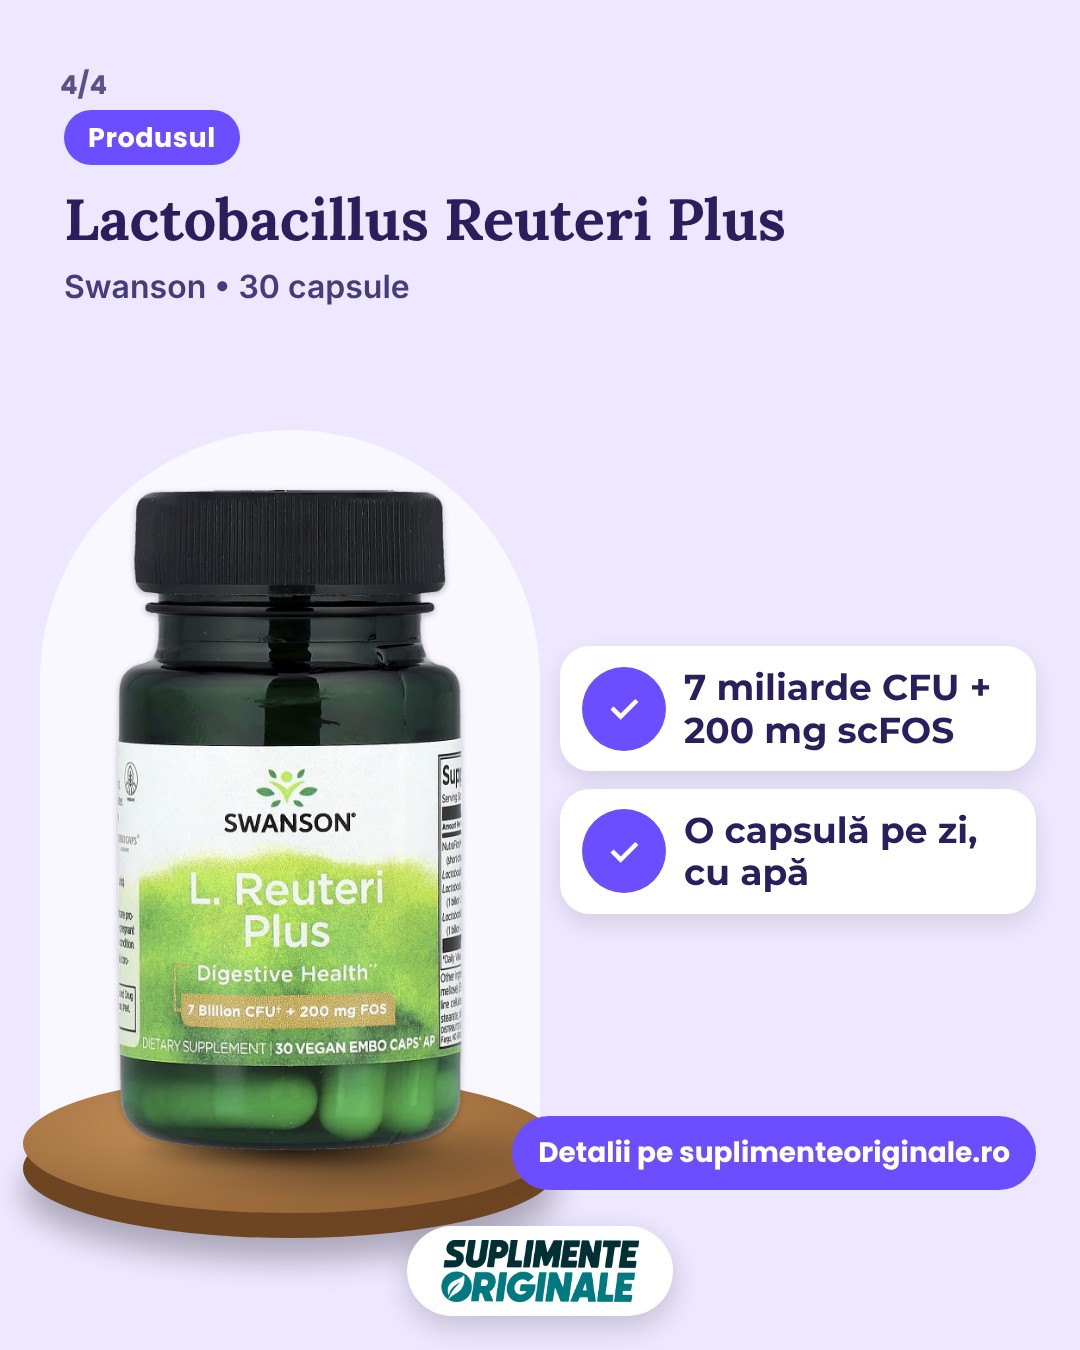 4/4
Produsul
Lactobacillus Reuteri Plus
Swanson • 30 capsule
SWANSON
L. Reuteri
Plus
Digestive Health
7 Billion CFU† + 200 mg FOS
DIETARY SUPPLEMENT | 30 VEGAN EMBO CAPS® AP
7 miliarde CFU +
200 mg scFOS
O capsulă pe zi,
cu apă
Detalii pe suplimenteoriginale.ro
SUPLIMENTE
ORIGINALE